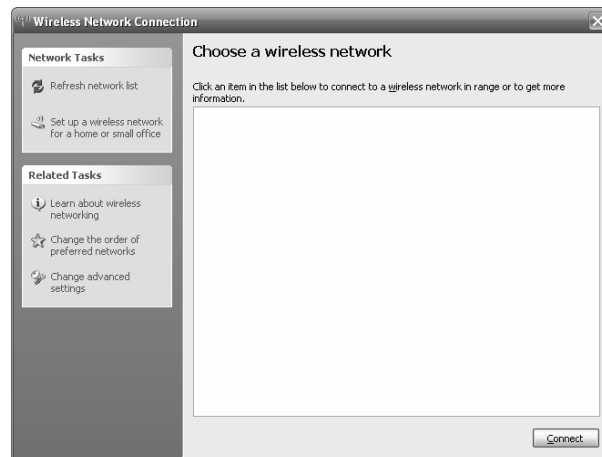 Wireless Network Connection
Network Tasks
Refresh network list
Set up a wireless network
for a home or small office
Related Tasks
Learn about wireless
networking
Change the order of
preferred networks
Change advanced
settings
Choose a wireless network
Click an item in the list below to connect to a wireless network in range or to get more
information.
Connect